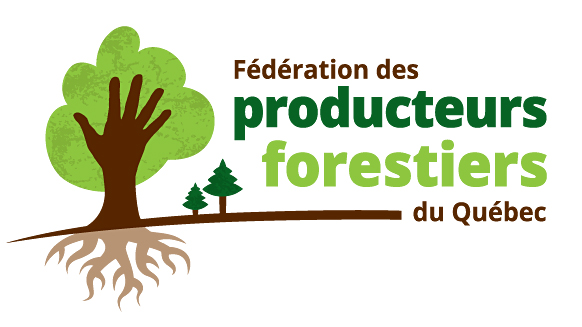 Fédération des
producteurs
forestiers
du Québec